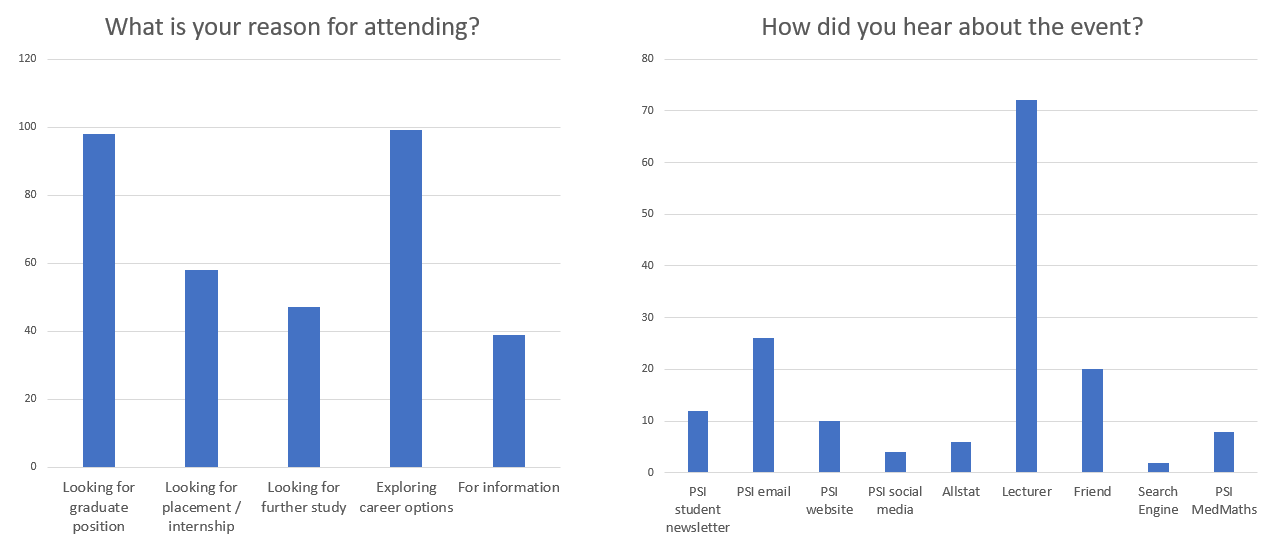 What is your reason for attending?
120
100
80
60
40
20
0
Looking for graduate position
Looking for placement / internship
Looking for further study
Exploring career options
For information
How did you hear about the event?
80
70
60
50
40
30
20
10
0
PSI student newsletter
PSI email
PSI website
PSI social media
Allstat
Lecturer
Friend
Search Engine
PSI MedMaths